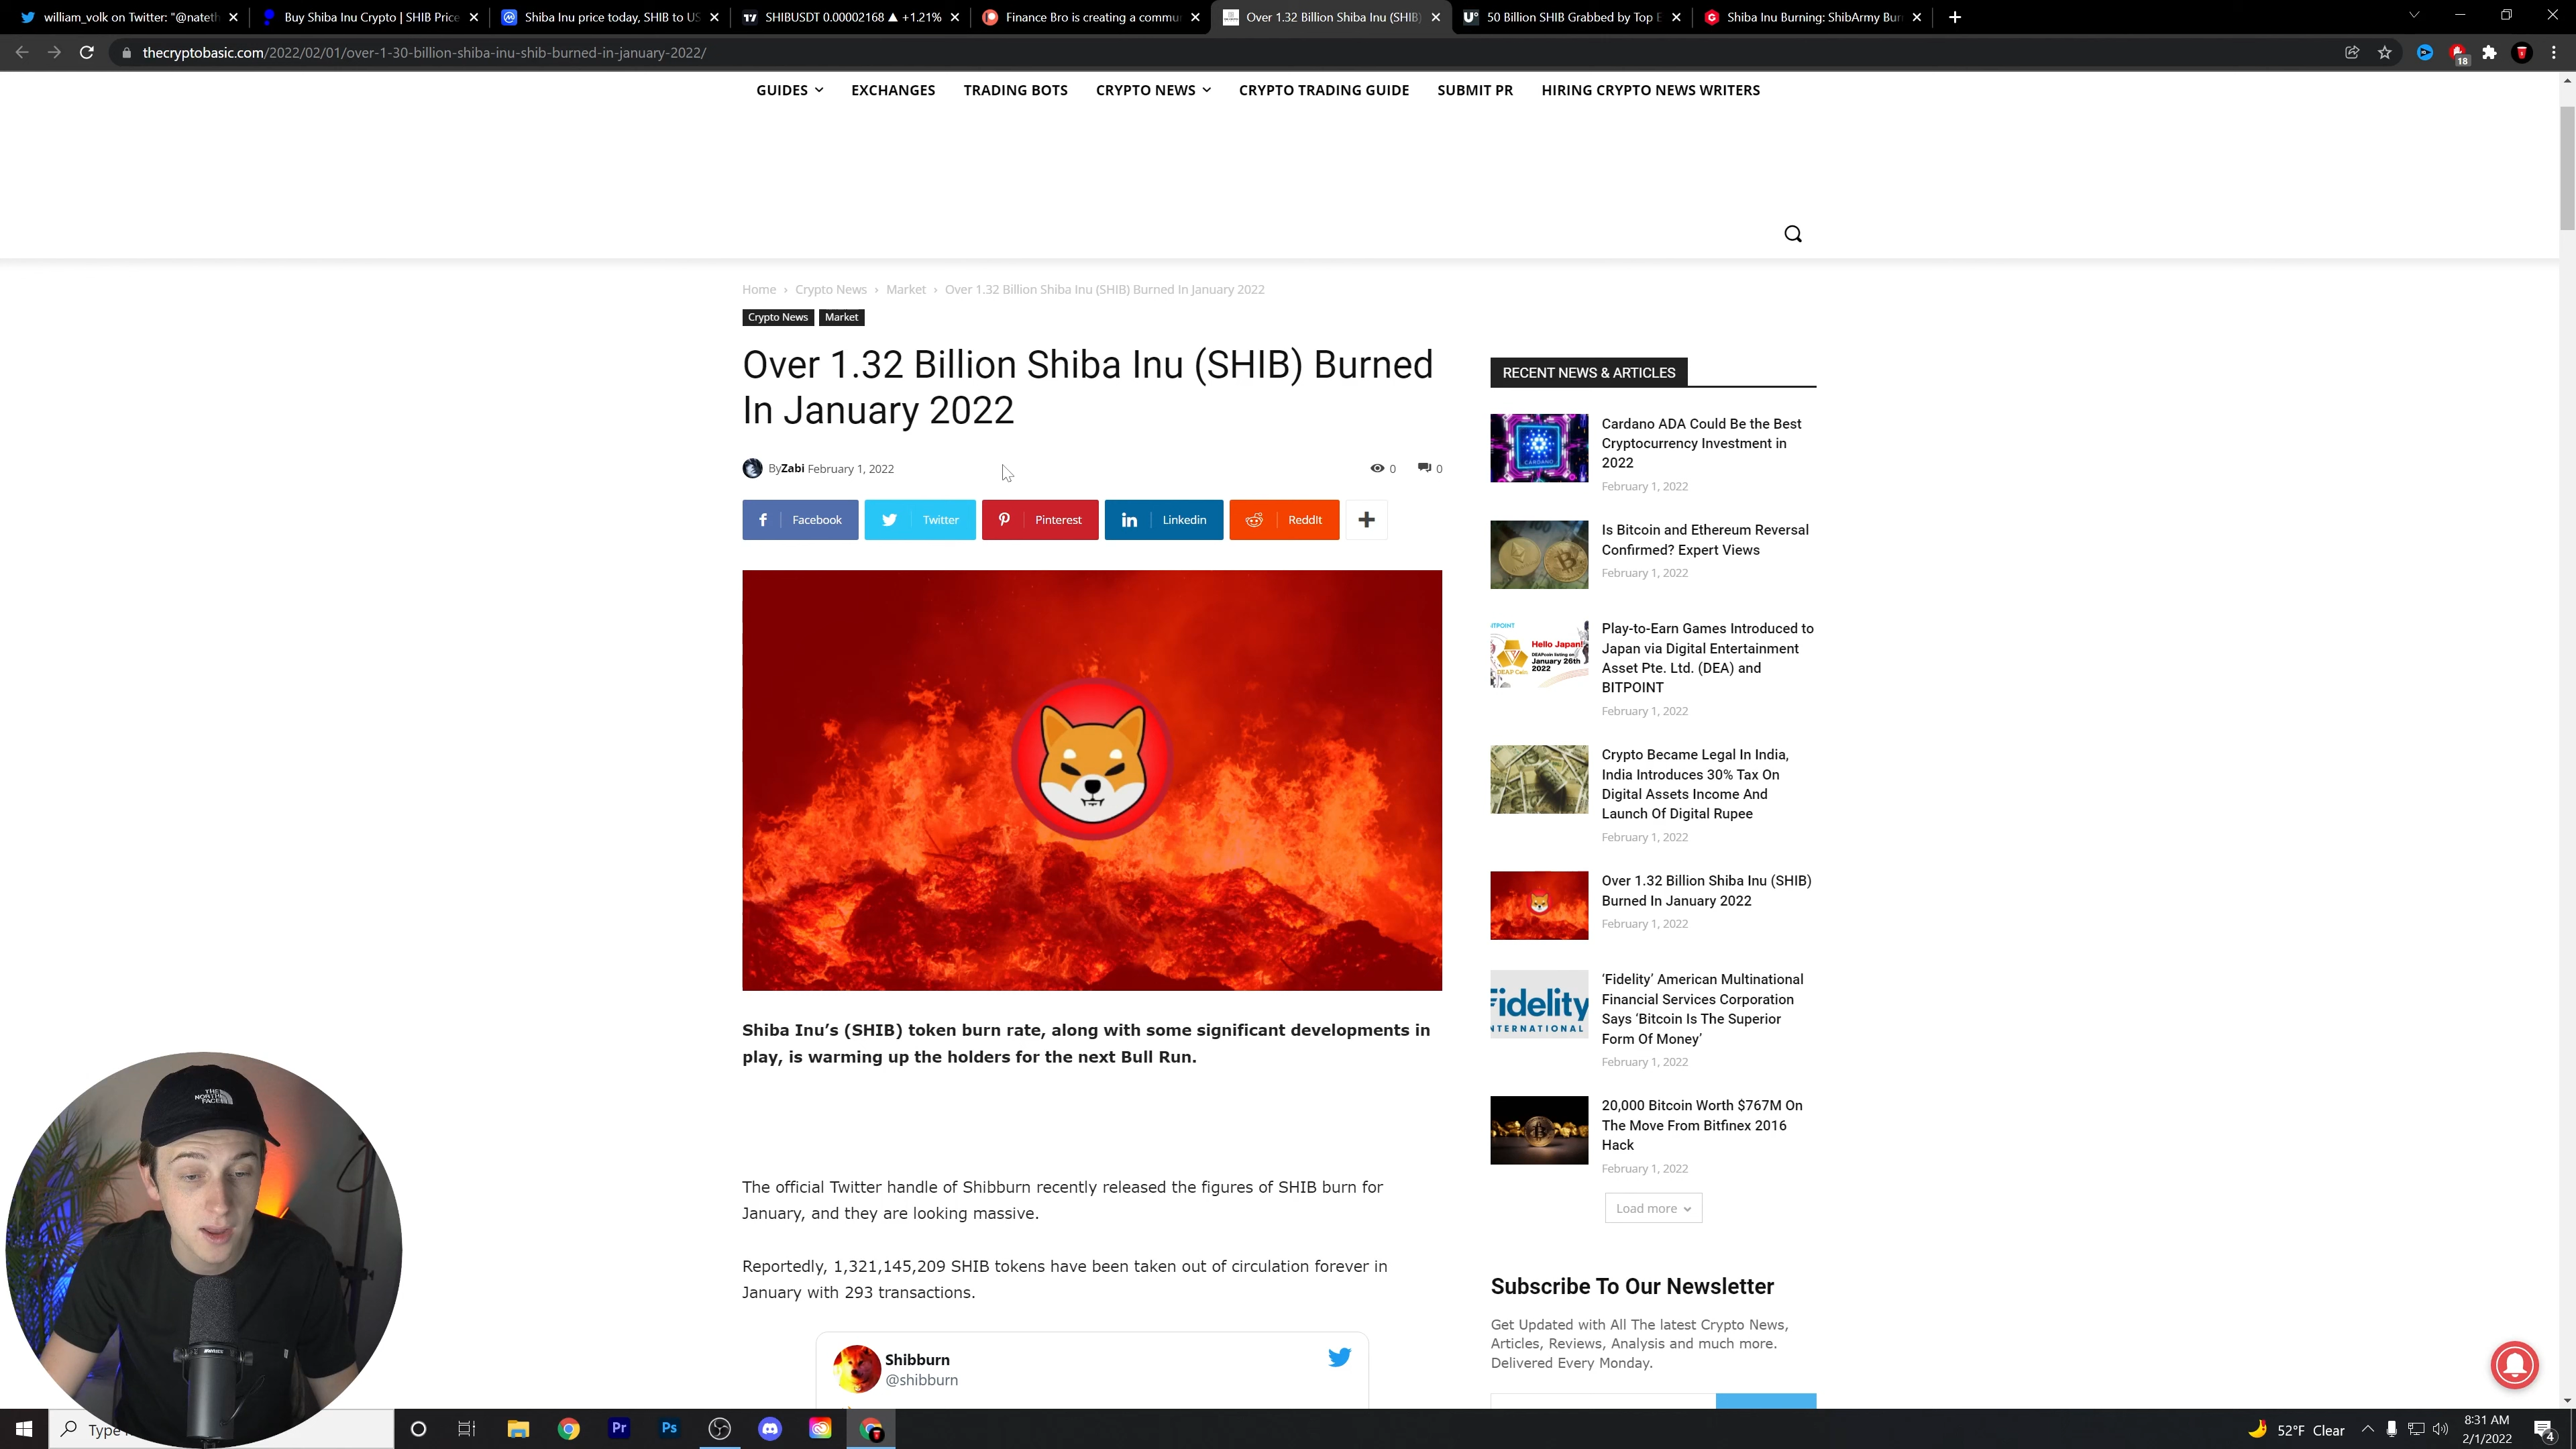 william_volk on Twitter: "@nateth
Buy Shiba Inu Crypto | SHIB Price
Shiba Inu price today, SHIB to US
SHIBUSDT 0.00002168 ▲ +1.21%
Finance Bro is creating a commu
Over 1.32 Billion Shiba Inu (SHIB)
50 Billion SHIB Grabbed by Top E
Shiba Inu Burning: ShibArmy Bur
thecryptobasic.com/2022/02/01/over-1-30-billion-shiba-inu-shib-burned-in-january-2022/
18
GUIDES
EXCHANGES
TRADING BOTS
CRYPTO NEWS
CRYPTO TRADING GUIDE
SUBMIT PR
HIRING CRYPTO NEWS WRITERS
Home › Crypto News › Market › Over 1.32 Billion Shiba Inu (SHIB) Burned In January 2022
Crypto News Market
Over 1.32 Billion Shiba Inu (SHIB) Burned
In January 2022
ByZabi February 1, 2022
0 0
Facebook
Twitter
Pinterest
Linkedin
ReddIt
Shiba Inu's (SHIB) token burn rate, along with some significant developments in
play, is warming up the holders for the next Bull Run.
The official Twitter handle of Shibburn recently released the figures of SHIB burn for
January, and they are looking massive.
Reportedly, 1,321,145,209 SHIB tokens have been taken out of circulation forever in
January with 293 transactions.
Shibburn
@shibburn
RECENT NEWS & ARTICLES
CARDANO
Cardano ADA Could Be the Best
Cryptocurrency Investment in
2022
February 1, 2022
Is Bitcoin and Ethereum Reversal
Confirmed? Expert Views
February 1, 2022
Hello Japan!
January 26th
2022
Play-to-Earn Games Introduced to
Japan via Digital Entertainment
Asset Pte. Ltd. (DEA) and
BITPOINT
February 1, 2022
Crypto Became Legal In India,
India Introduces 30% Tax On
Digital Assets Income And
Launch Of Digital Rupee
February 1, 2022
Over 1.32 Billion Shiba Inu (SHIB)
Burned In January 2022
February 1, 2022
Fidelity
INTERNATIONAL
'Fidelity' American Multinational
Financial Services Corporation
Says 'Bitcoin Is The Superior
Form Of Money'
February 1, 2022
20,000 Bitcoin Worth $767M On
The Move From Bitfinex 2016
Hack
February 1, 2022
Load more
Subscribe To Our Newsletter
Get Updated with All The latest Crypto News,
Articles, Reviews, Analysis and much more.
Delivered Every Monday.
THE
NORTH
FACE
Type
Pr
Ps
52°F Clear
8:31 AM
2/1/2022
4